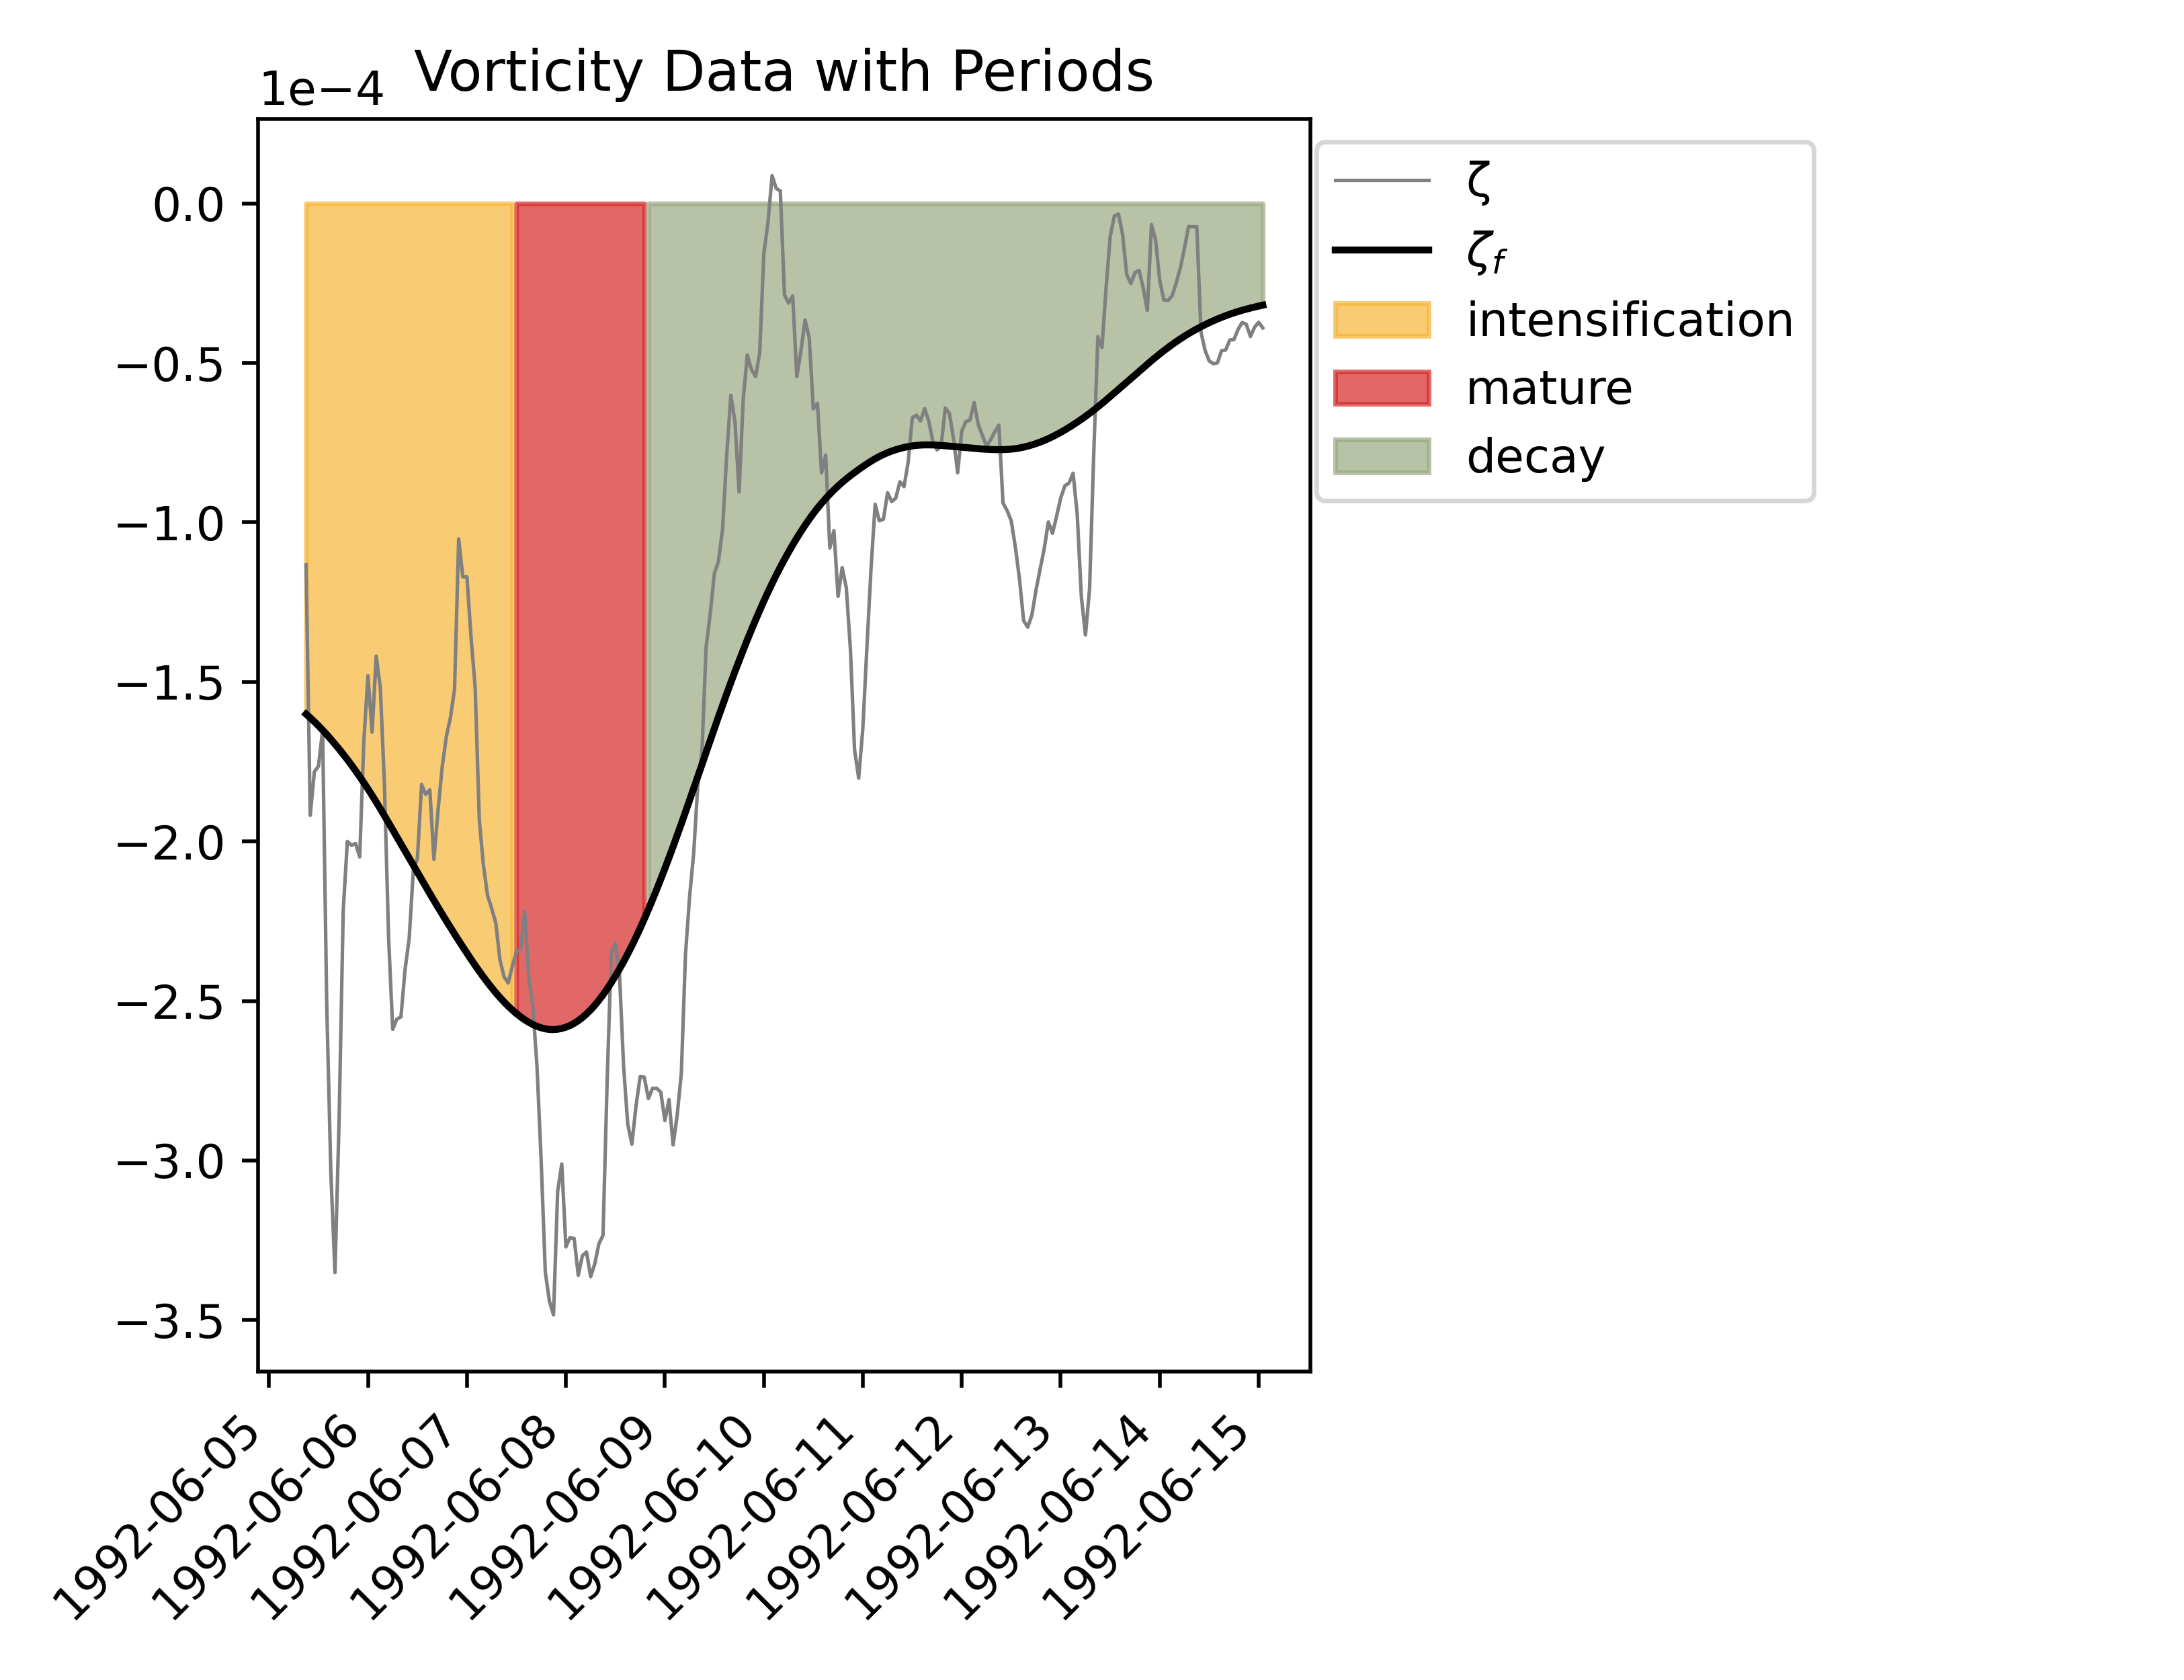 Vorticity Data with Periods
1e−4
0.0
−0.5
−1.0
−1.5
−2.0
−2.5
−3.0
−3.5
1992-06-05
1992-06-06
1992-06-07
1992-06-08
1992-06-09
1992-06-10
1992-06-11
1992-06-12
1992-06-13
1992-06-14
1992-06-15
ζ
ζf
intensification
mature
decay